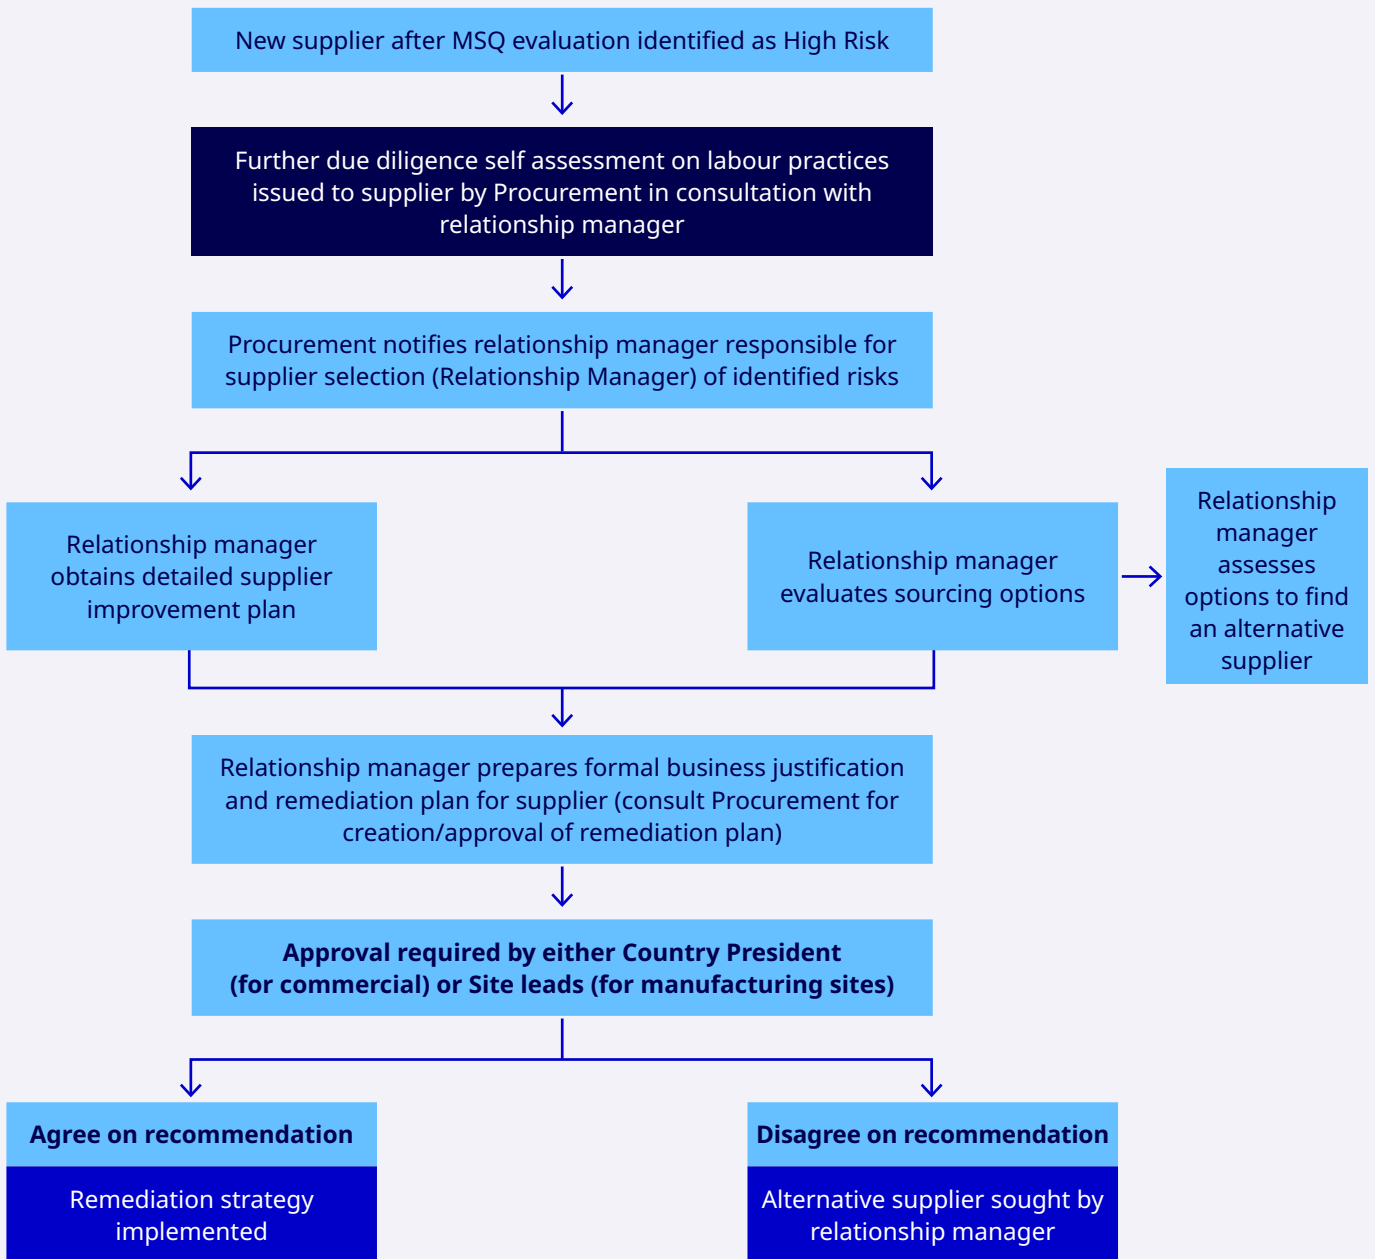 New supplier after MSQ evaluation identified as High Risk
Further due diligence self assessment on labour practices
issued to supplier by Procurement in consultation with
relationship manager
Procurement notifies relationship manager responsible for
supplier selection (Relationship Manager) of identified risks
Relationship manager
obtains detailed supplier
improvement plan
Relationship manager
evaluates sourcing options
Relationship
manager
assesses
options to find
an alternative
supplier
Relationship manager prepares formal business justification
and remediation plan for supplier (consult Procurement for
creation/approval of remediation plan)
Approval required by either Country President
(for commercial) or Site leads (for manufacturing sites)
Agree on recommendation
Remediation strategy
implemented
Disagree on recommendation
Alternative supplier sought by
relationship manager